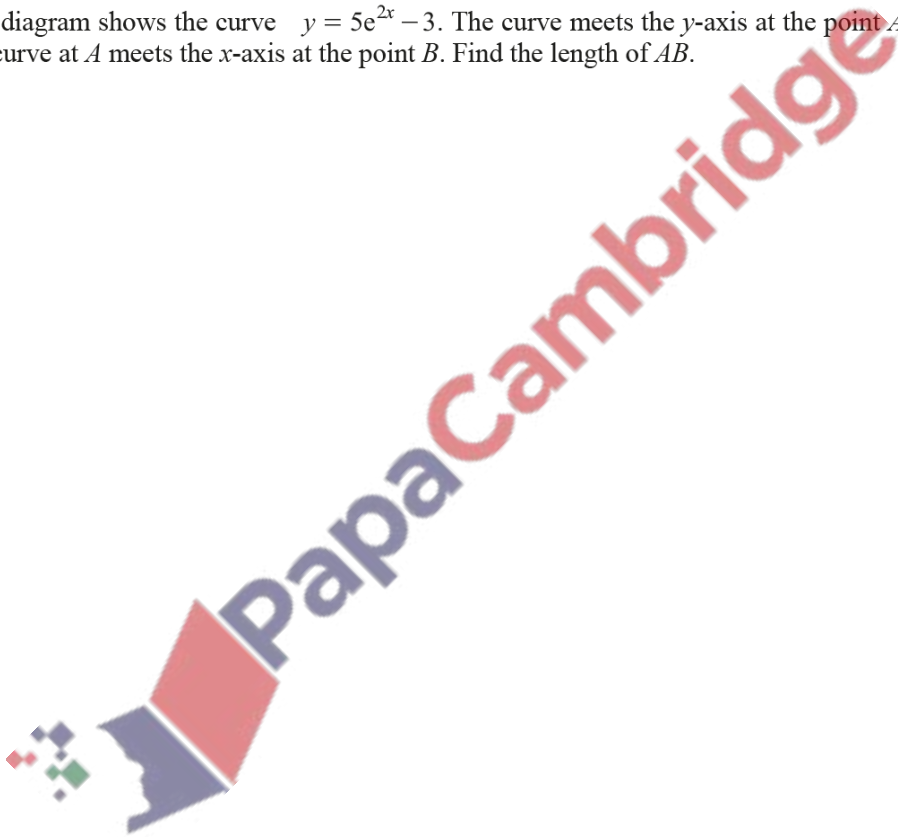 diagram shows the curve y = 5e^{2x} – 3. The curve meets the y-axis at the point A
curve at A meets the x-axis at the point B. Find the length of AB.
PapaCambridge